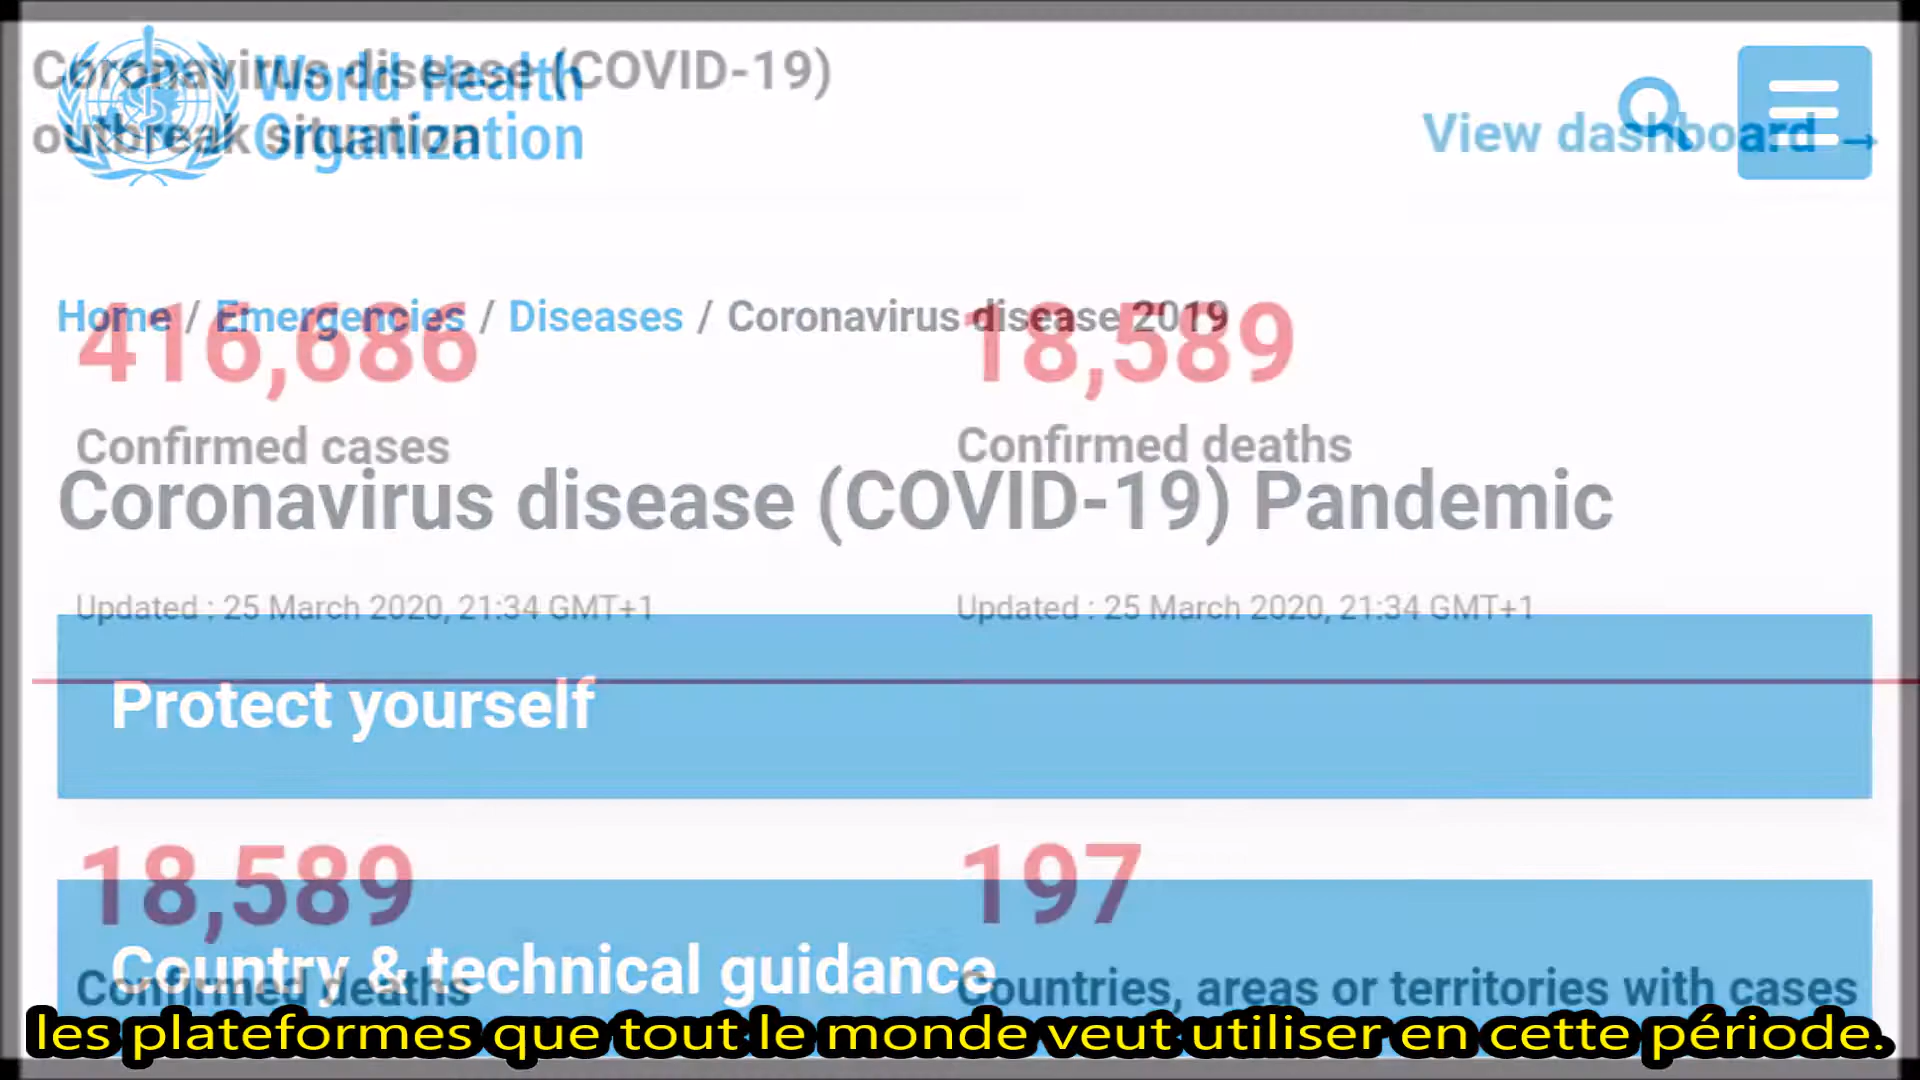 Coronavirus disease (COVID-19)
outbreak situation
World Health
Organization
View dashboard →
Home / Emergencies / Diseases / Coronavirus disease 2019
416,686
18,589
Confirmed cases
Confirmed deaths
Coronavirus disease (COVID-19) Pandemic
Updated : 25 March 2020, 21:34 GMT+1
Updated : 25 March 2020, 21:34 GMT+1
Protect yourself
18,589
197
Country & technical guidance
Confirmed deaths
Countries, areas or territories with cases
les plateformes que tout le monde veut utiliser en cette période.